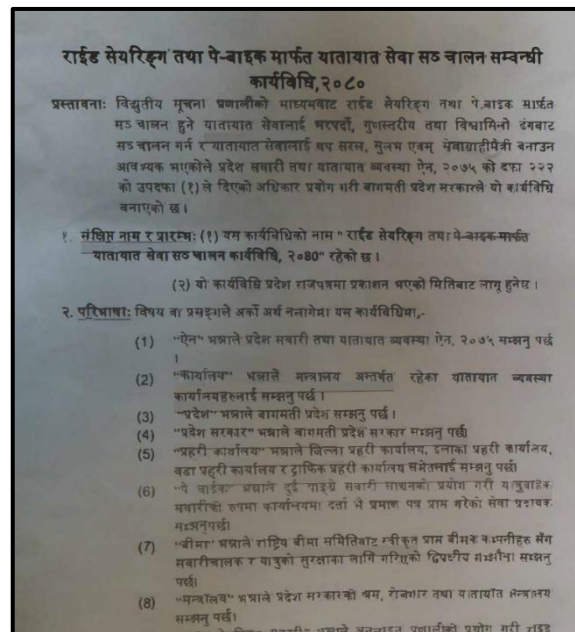 राईड सेयरिङ्ग तथा पे-बाइक मार्फत यातायात सेवा सञ्चालन सम्वन्धी
कार्यविधि,२०८०
प्रस्तावनाः विद्युतीय सूचना प्रणालीको माध्यमबाट राईड सेयरिङ्ग तथा पे.बाइक मार्फत
सञ्चालन हुने यातायात सेवालाई भरपर्दो, गुणस्तरीय तथा विश्वासिलो ढंगबाट
सञ्चालन गर्न र यातायात सेवालाई थप सरल, सुलभ एवम् सेवाग्राहीमैत्री बनाउन
आवश्यक भएकोले प्रदेश सवारी तथा यातायात व्यवस्था ऐन, २०७५ को दफा २२२
को उपदफा (१) ले दिएको अधिकार प्रयोग गरी बागमती प्रदेश सरकारले यो कार्यविधि
बनाएको छ।
१. संक्षिप्त नाम र प्रारम्भः (१) यस कार्यविधिको नाम " राईड सेयरिङ्ग तथा पे-बाइक मार्फत
यातायात सेवा सञ्चालन कार्यविधि, २०80" रहेको छ।
(२) यो कार्यविधि प्रदेश राजपत्रमा प्रकाशन भएको मितिबाट लागू हुनेछ।
२. परिभाषाः विषय वा प्रसङ्गले अर्को अर्थ नलागेमा यस कार्यविधिमा,-
(1) "ऐन" भन्नाले प्रदेश सवारी तथा यातायात व्यवस्था ऐन, २०७५ सम्झनु पर्छ
।
(2) "कार्यालय" भन्नाले मन्त्रालय अन्तर्गत रहेका यातायात व्यवस्था
कार्यालयहरुलाई सम्झनु पर्छ।
(3) "प्रदेश" भन्नाले बागमती प्रदेश सम्झनु पर्छ।
(4) "प्रदेश सरकार" भन्नाले बागमती प्रदेश सरकार सम्झनु पर्छ।
(5) "प्रहरी कार्यालय" भन्नाले जिल्ला प्रहरी कार्यालय, इलाका प्रहरी कार्यालय,
वडा प्रहरी कार्यालय र ट्राफिक प्रहरी कार्यालय समेतलाई सम्झनु पर्छ।
(6) "पे बाईक" भन्नाले दुई पाङ्ग्रे सवारी साधनको प्रयोग गरी यात्रुवाहक
सवारीको रुपमा कार्यालयमा दर्ता भै प्रमाण पत्र प्राप्त गरेको सेवा प्रदायक
सम्झनुपर्छ।
(7) "बीमा" भन्नाले राष्ट्रिय बीमा समितिबाट स्वीकृत प्राप्त बीमक कम्पनीहरु सँग
सवारीचालक र यात्रुको सुरक्षाका लागि गरिएको द्विपक्षीय सम्झौता सम्झनु
पर्छ।
(8) "मन्त्रालय" भन्नाले प्रदेश सरकारको श्रम, रोजगार तथा यातायात मन्त्रालय
सम्झनु पर्छ।
भन्नाले अनलाइन प्रणालीको प्रयोग गरी राइड